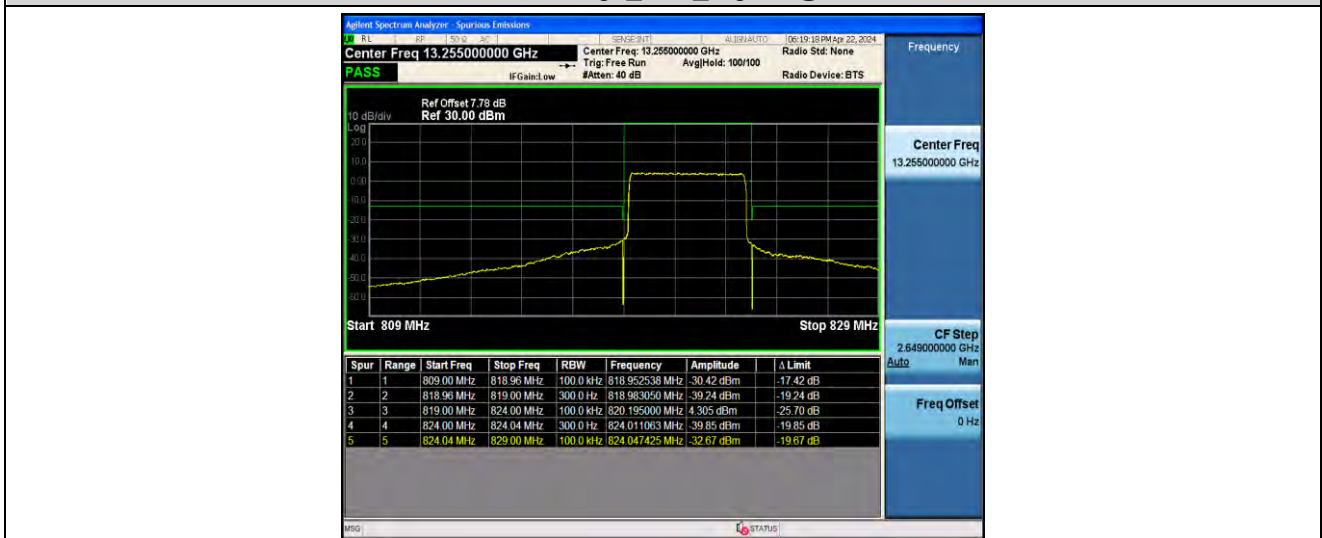 Agilent Spectrum Analyzer - Spurious Emissions
RL RF 50 Ω AC SENSE:INT ALIGNAUTO 06:19:18 PM Apr 22, 2024
Center Freq 13.255000000 GHz
Center Freq: 13.255000000 GHz
Radio Std: None
Trig: Free Run Avg|Hold: 100/100
PASS
IFGain:Low
#Atten: 40 dB
Radio Device: BTS
Frequency
Ref Offset 7.78 dB
10 dB/div Ref 30.00 dBm
Log
20.0
10.0
0.00
-10.0
-20.0
-30.0
-40.0
-50.0
-60.0
Start 809 MHz
Stop 829 MHz
Center Freq
13.255000000 GHz
CF Step
2.649000000 GHz
Auto Man
Freq Offset
0 Hz
Spur Range Start Freq Stop Freq RBW Frequency Amplitude Δ Limit
1 1 809.00 MHz 818.96 MHz 100.0 kHz 818.952538 MHz -30.42 dBm -17.42 dB
2 2 818.96 MHz 819.00 MHz 300.0 Hz 818.983050 MHz -39.24 dBm -19.24 dB
3 3 819.00 MHz 824.00 MHz 100.0 kHz 820.195000 MHz 4.305 dBm -25.70 dB
4 4 824.00 MHz 824.04 MHz 300.0 Hz 824.011063 MHz -39.85 dBm -19.85 dB
5 5 824.04 MHz 829.00 MHz 100.0 kHz 824.047425 MHz -32.67 dBm -19.67 dB
MSG
STATUS